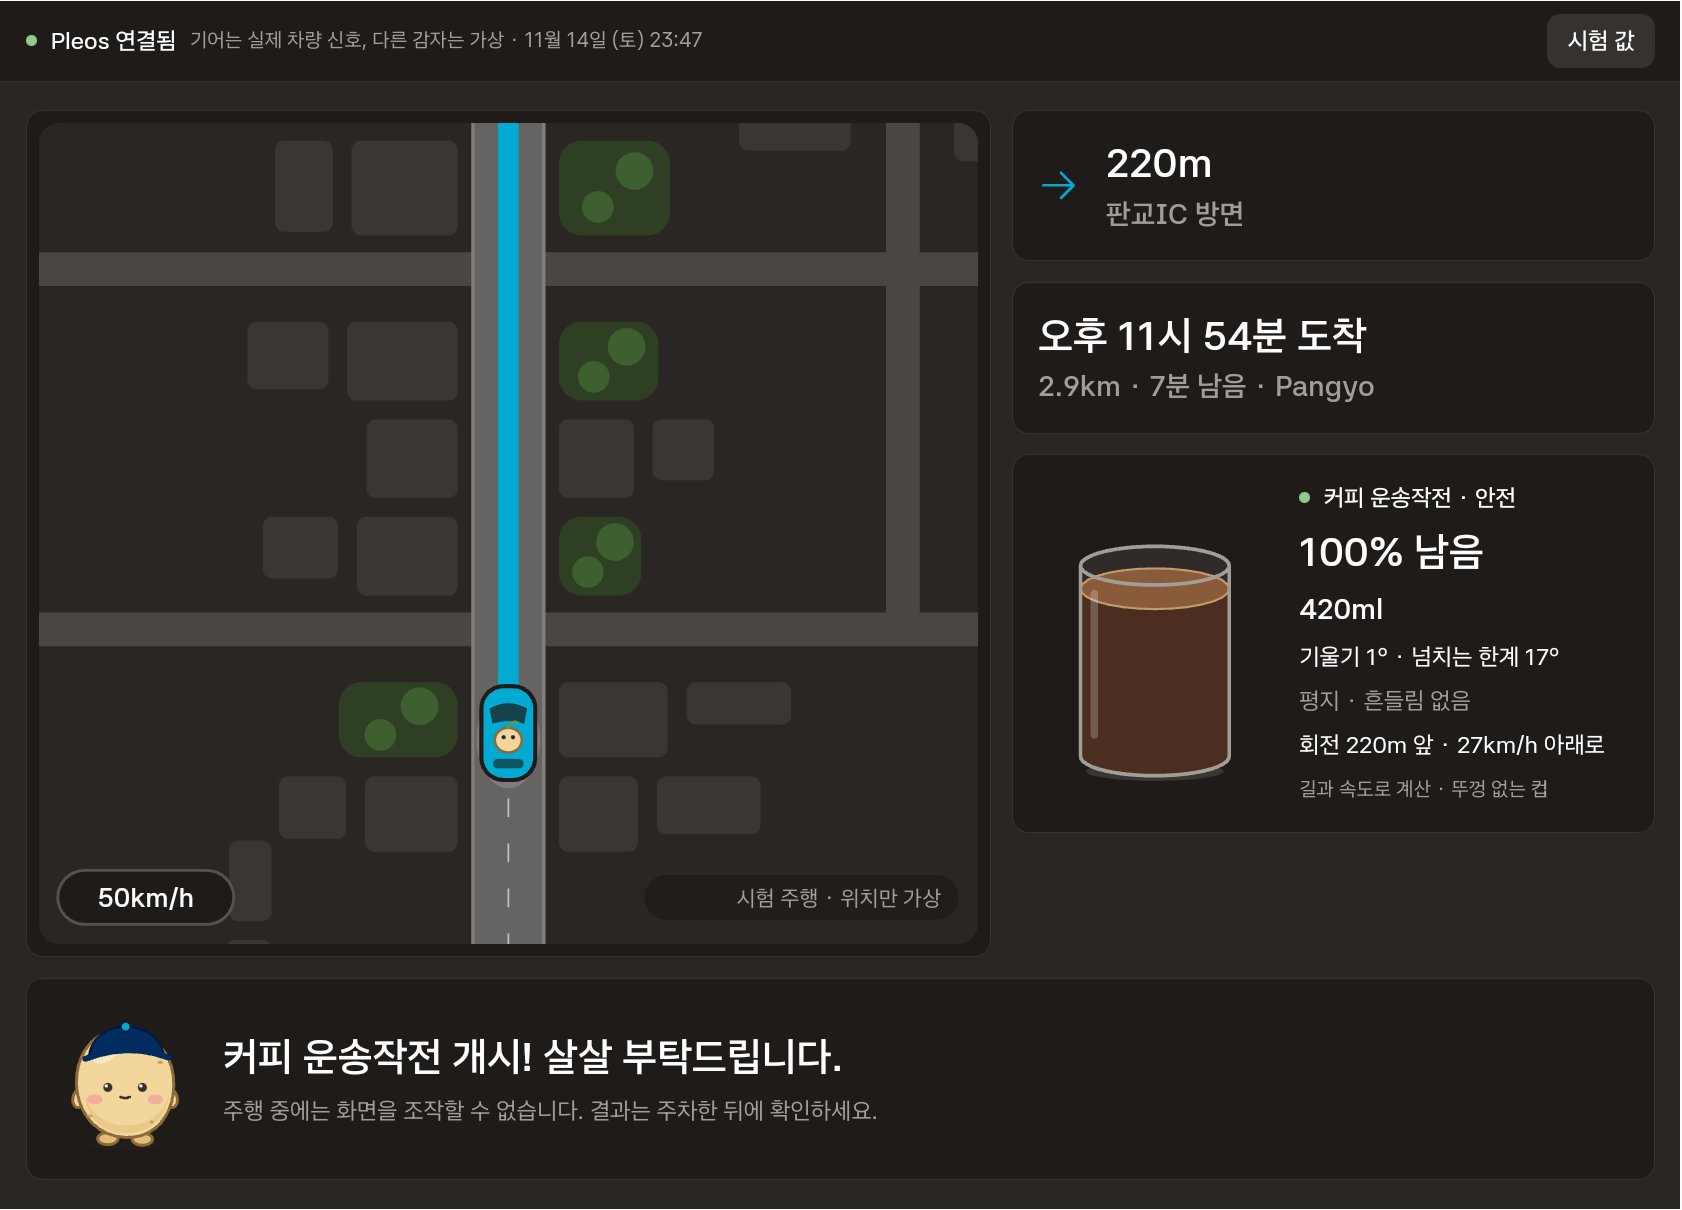 Pleos 연결됨 기어는 실제 차량 신호, 다른 감자는 가상 · 11월 14일 (토) 23:47
시험 값
220m
판교IC 방면
오후 11시 54분 도착
2.9km · 7분 남음 · Pangyo
커피 운송작전 · 안전
100% 남음
420ml
기울기 1° · 넘치는 한계 17°
평지 · 흔들림 없음
회전 220m 앞 · 27km/h 아래로
길과 속도로 계산 · 뚜껑 없는 컵
50km/h
시험 주행 · 위치만 가상
커피 운송작전 개시! 살살 부탁드립니다.
주행 중에는 화면을 조작할 수 없습니다. 결과는 주차한 뒤에 확인하세요.